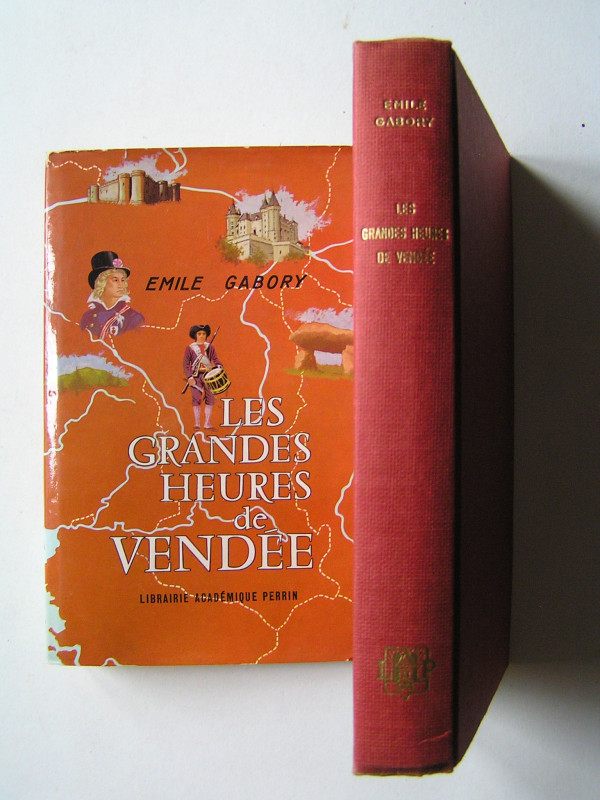 EMILE GABORY
LES
GRANDES
HEURES
de
VENDÉE
LIBRAIRIE ACADÉMIQUE PERRIN
EMILE
GABORY
LES
GRANDES HEURES
DE VENDÉE